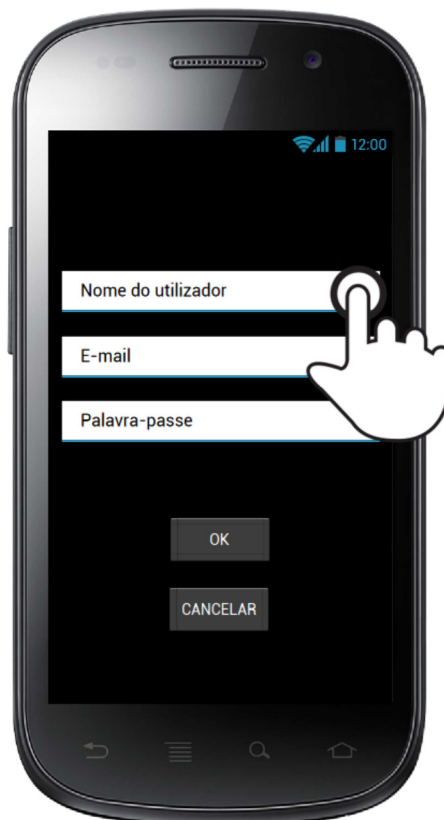 12:00
Nome do utilizador
E-mail
Palavra-passe
OK
CANCELAR